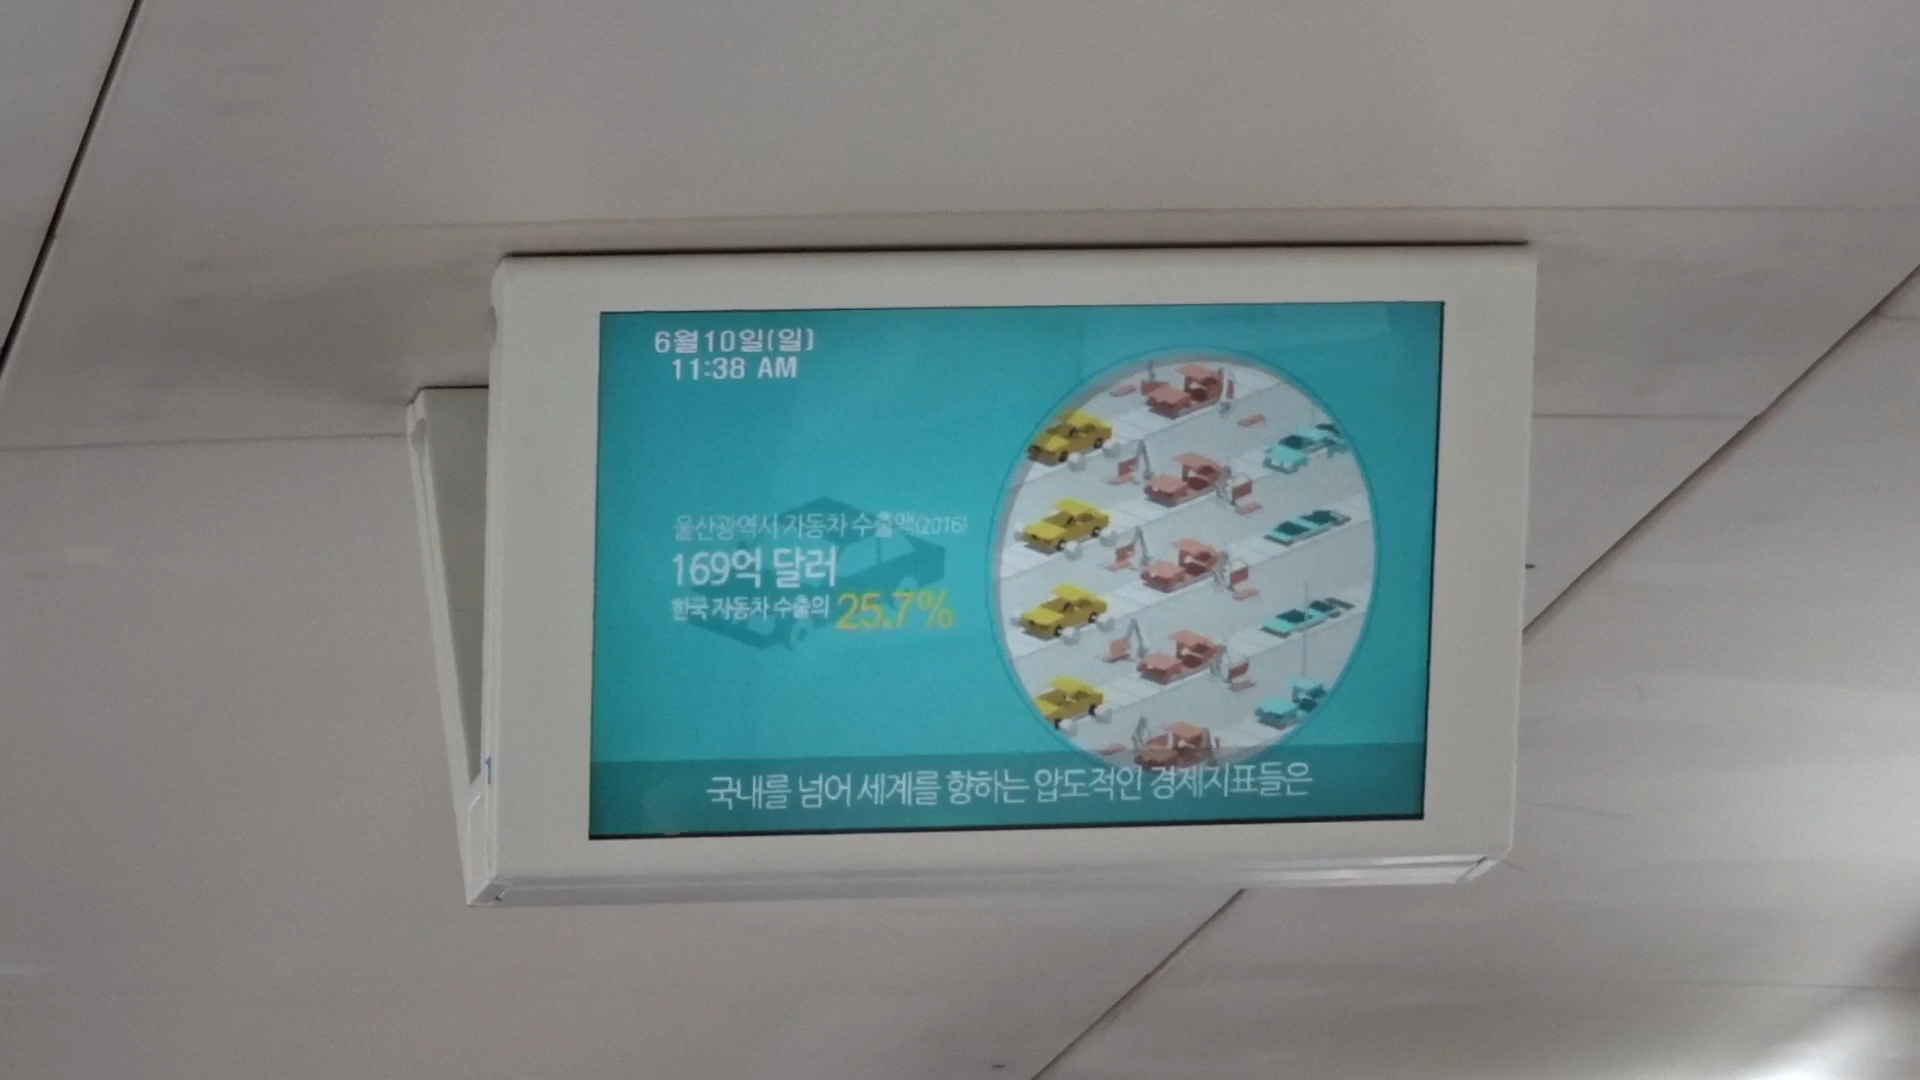 6월10일(일)
11:38 AM
울산광역시 자동차 수출액(2016)
169억 달러
한국 자동차 수출의 25.7%
국내를 넘어 세계를 향하는 압도적인 경제지표들은